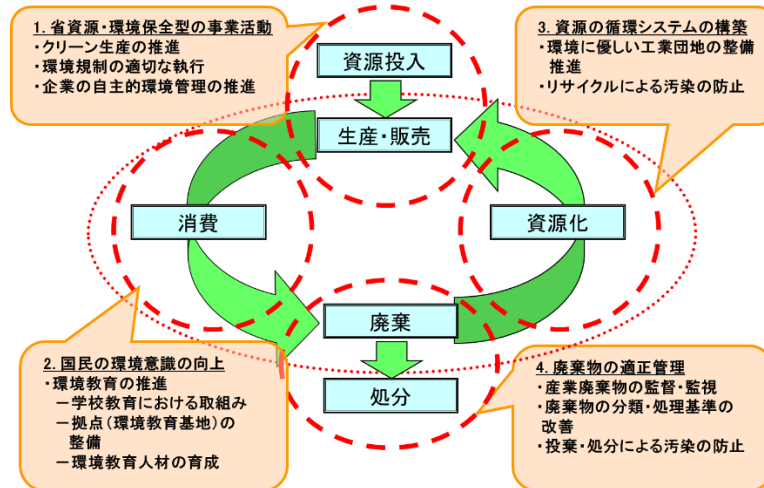 1. 省資源・環境保全型の事業活動
・クリーン生産の推進
・環境規制の適切な執行
・企業の自主的環境管理の推進
資源投入
3. 資源の循環システムの構築
・環境に優しい工業団地の整備
推進
・リサイクルによる汚染の防止
生産・販売
消費
資源化
廃棄
処分
2. 国民の環境意識の向上
・環境教育の推進
－学校教育における取組み
－拠点（環境教育基地）の
整備
－環境教育人材の育成
4. 廃棄物の適正管理
・産業廃棄物の監督・監視
・廃棄物の分類・処理基準の
改善
・投棄・処分による汚染の防止